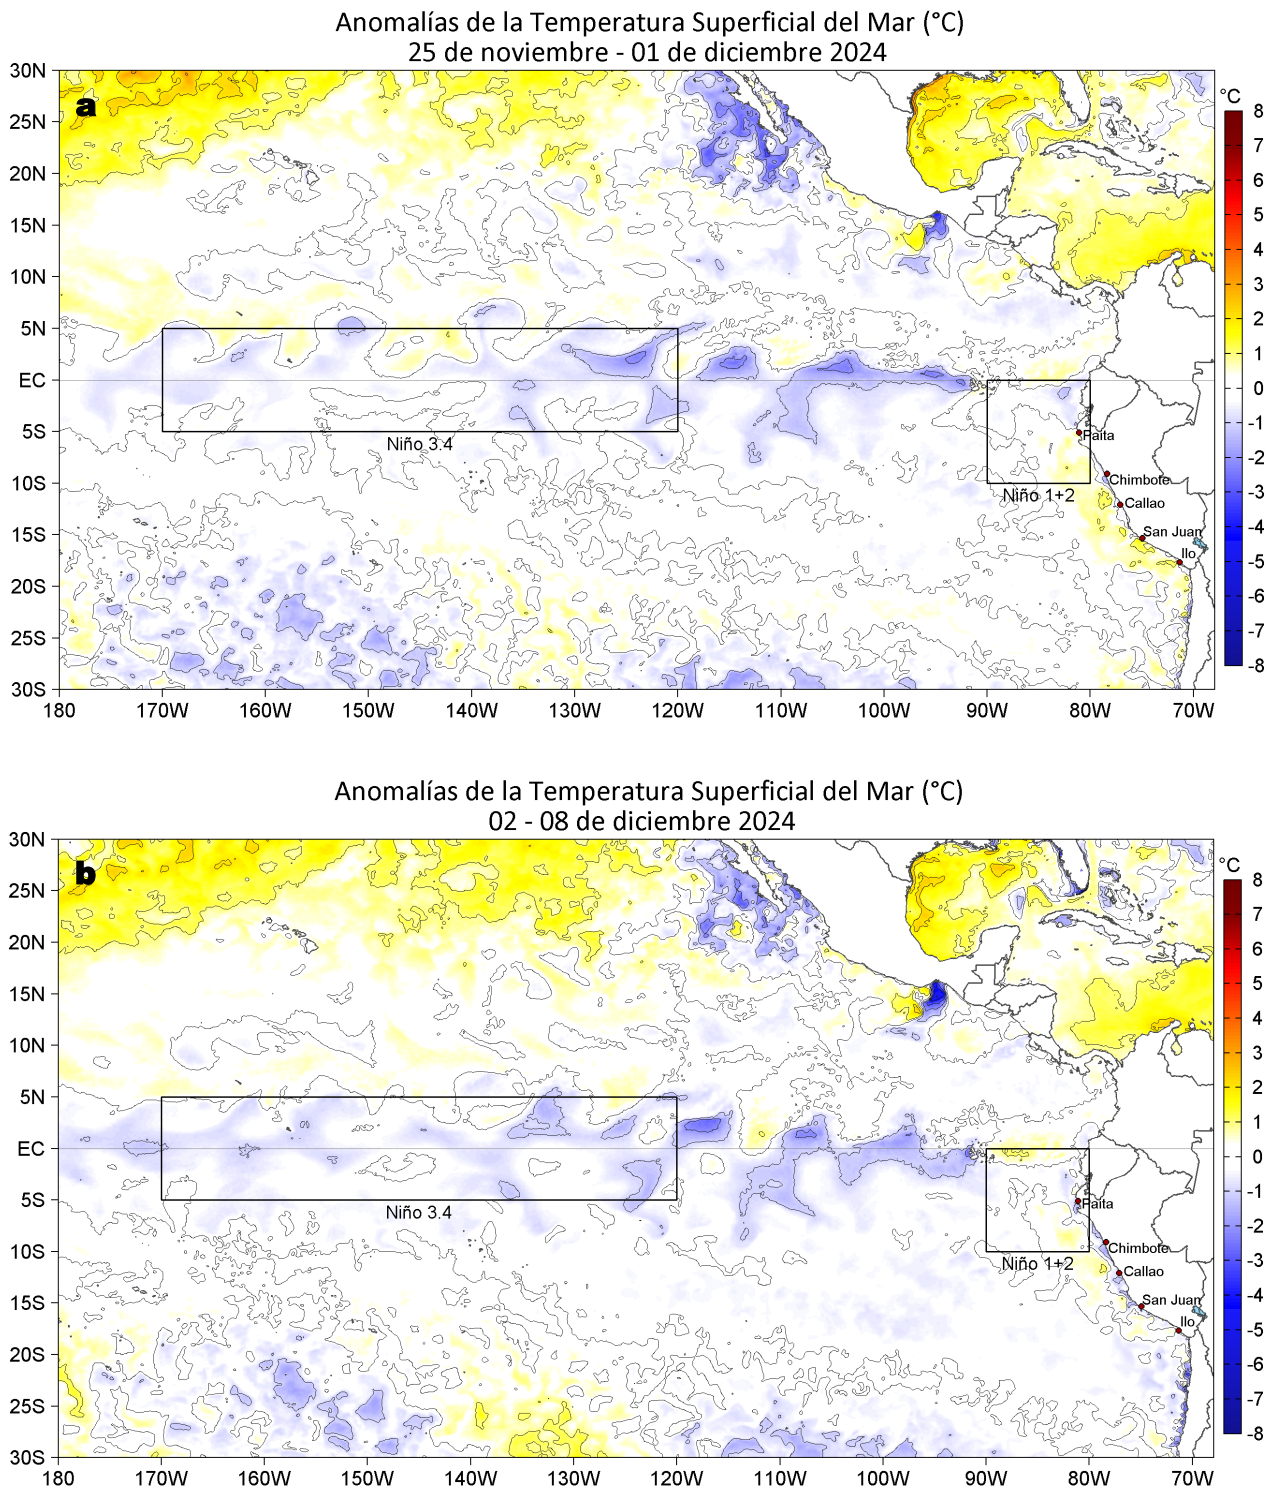 Anomalías de la Temperatura Superficial del Mar (°C)
25 de noviembre - 01 de diciembre 2024
a
30N
25N
20N
15N
10N
5N
EC
5S
10S
15S
20S
25S
30S
180
170W
160W
150W
140W
130W
120W
110W
100W
90W
80W
70W
Niño 3.4
Niño 1+2
Paita
Chimbote
Callao
San Juan
Ilo
°C
8
7
6
5
4
3
2
1
0
-1
-2
-3
-4
-5
-6
-7
-8
Anomalías de la Temperatura Superficial del Mar (°C)
02 - 08 de diciembre 2024
b
30N
25N
20N
15N
10N
5N
EC
5S
10S
15S
20S
25S
30S
180
170W
160W
150W
140W
130W
120W
110W
100W
90W
80W
70W
Niño 3.4
Niño 1+2
Paita
Chimbote
Callao
San Juan
Ilo
°C
8
7
6
5
4
3
2
1
0
-1
-2
-3
-4
-5
-6
-7
-8